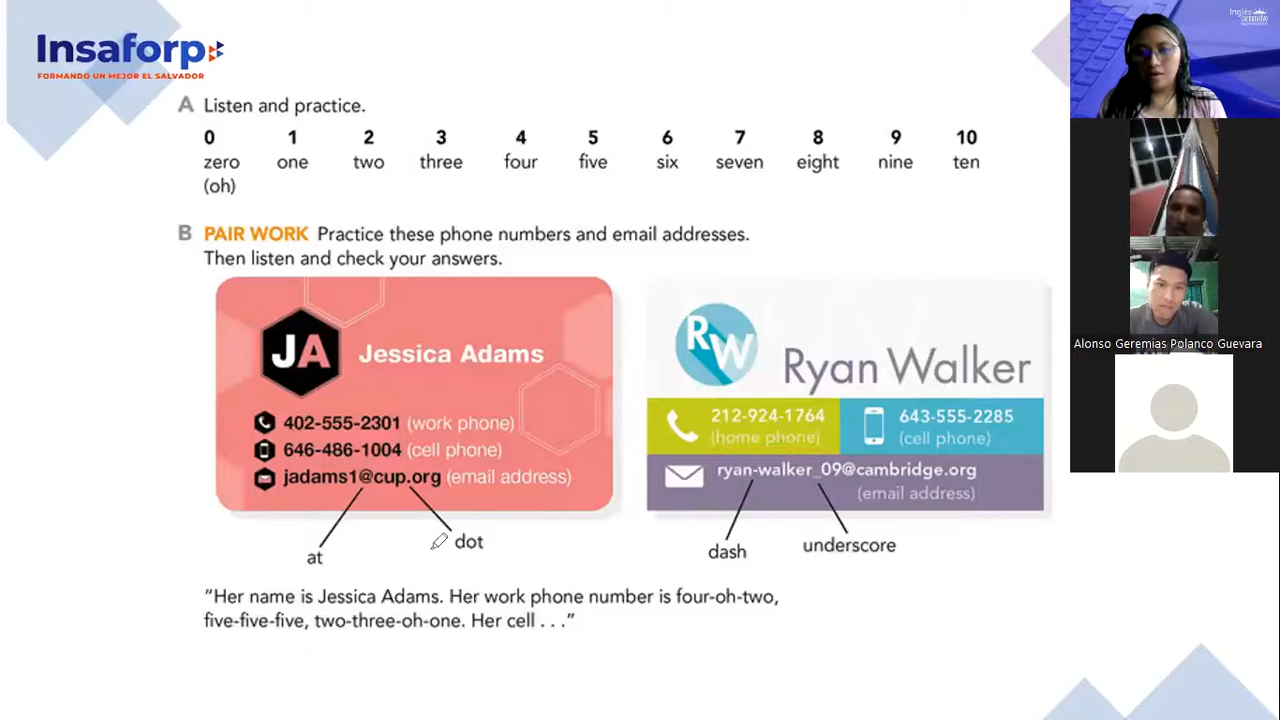 Insaforp
FORMANDO UN MEJOR EL SALVADOR
A Listen and practice.
0 1 2 3 4 5 6 7 8 9 10
zero one two three four five six seven eight nine ten
(oh)
B PAIR WORK Practice these phone numbers and email addresses.
Then listen and check your answers.
JA Jessica Adams
402-555-2301 (work phone)
646-486-1004 (cell phone)
jadams1@cup.org (email address)
at
dot
RW Ryan Walker
212-924-1764
(home phone)
643-555-2285
(cell phone)
ryan-walker_09@cambridge.org
(email address)
dash
underscore
"Her name is Jessica Adams. Her work phone number is four-oh-two,
five-five-five, two-three-oh-one. Her cell . . ."
Inglés
Alonso Geremias Polanco Guevara